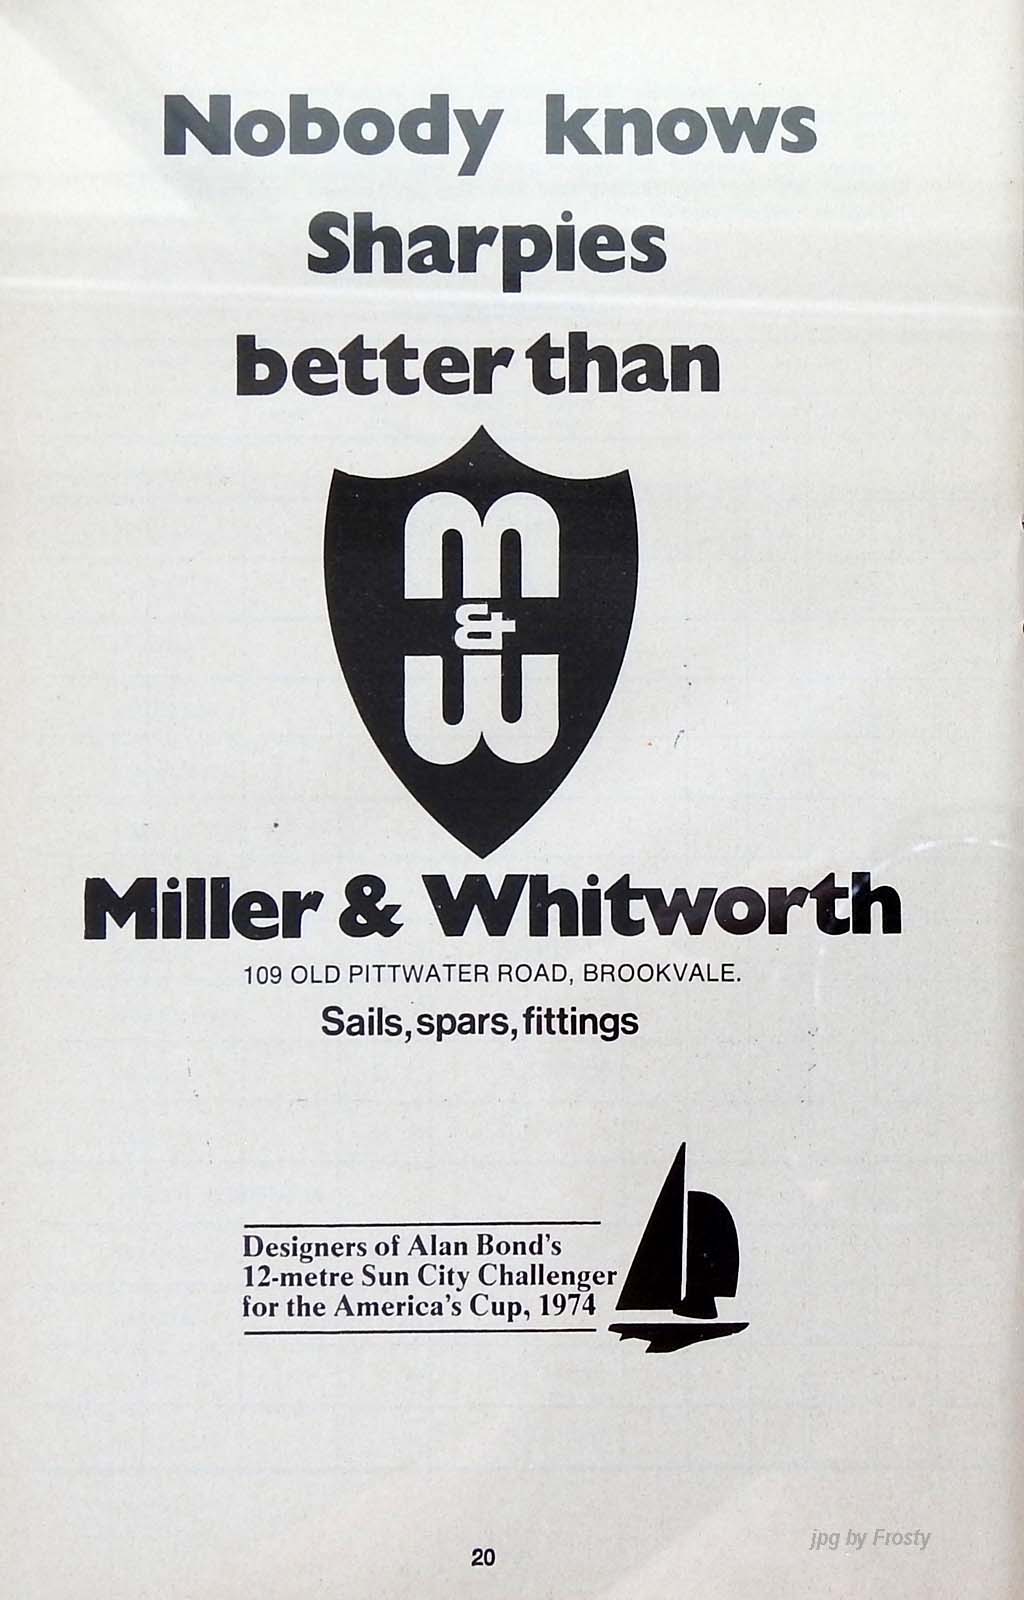 Nobody knows
Sharpies
better than
m
&
w
Miller & Whitworth
109 OLD PITTWATER ROAD, BROOKVALE.
Sails, spars, fittings
Designers of Alan Bond's
12-metre Sun City Challenger
for the America's Cup, 1974
jpg by Frosty
20